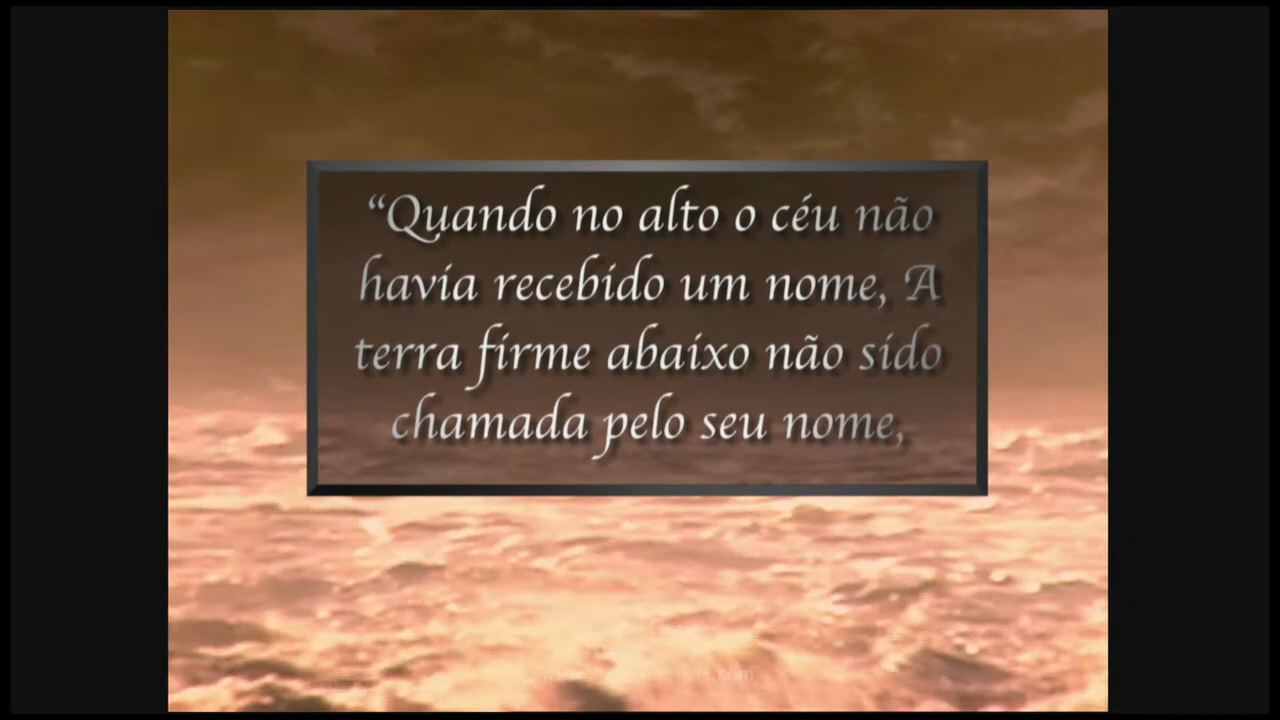 “Quando no alto o céu não
havia recebido um nome, A
terra firme abaixo não sido
chamada pelo seu nome,